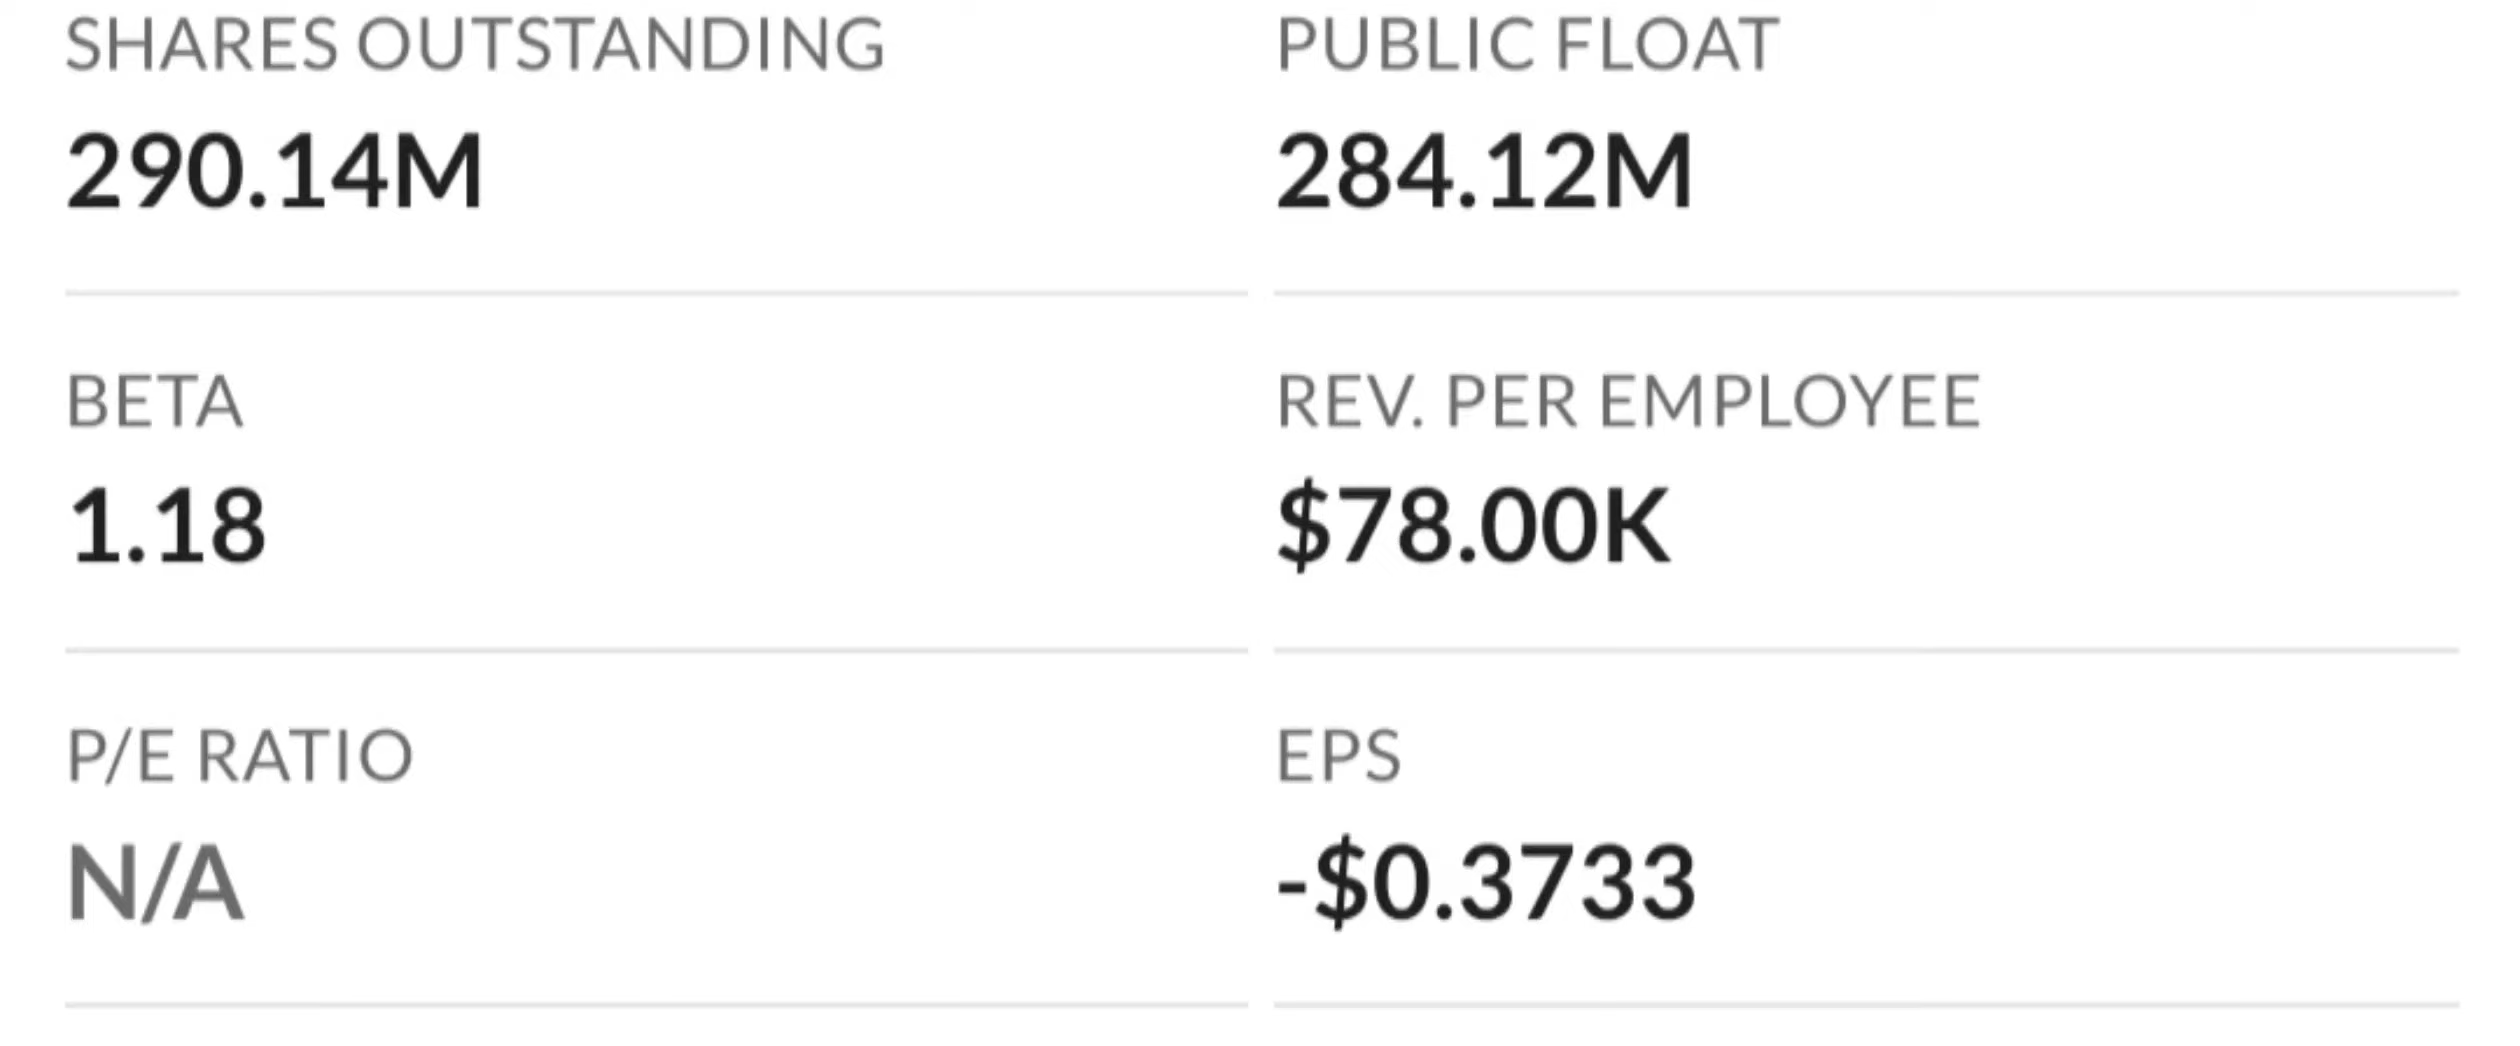 SHARES OUTSTANDING
290.14M
PUBLIC FLOAT
284.12M
BETA
1.18
REV. PER EMPLOYEE
$78.00K
P/E RATIO
N/A
EPS
-$0.3733